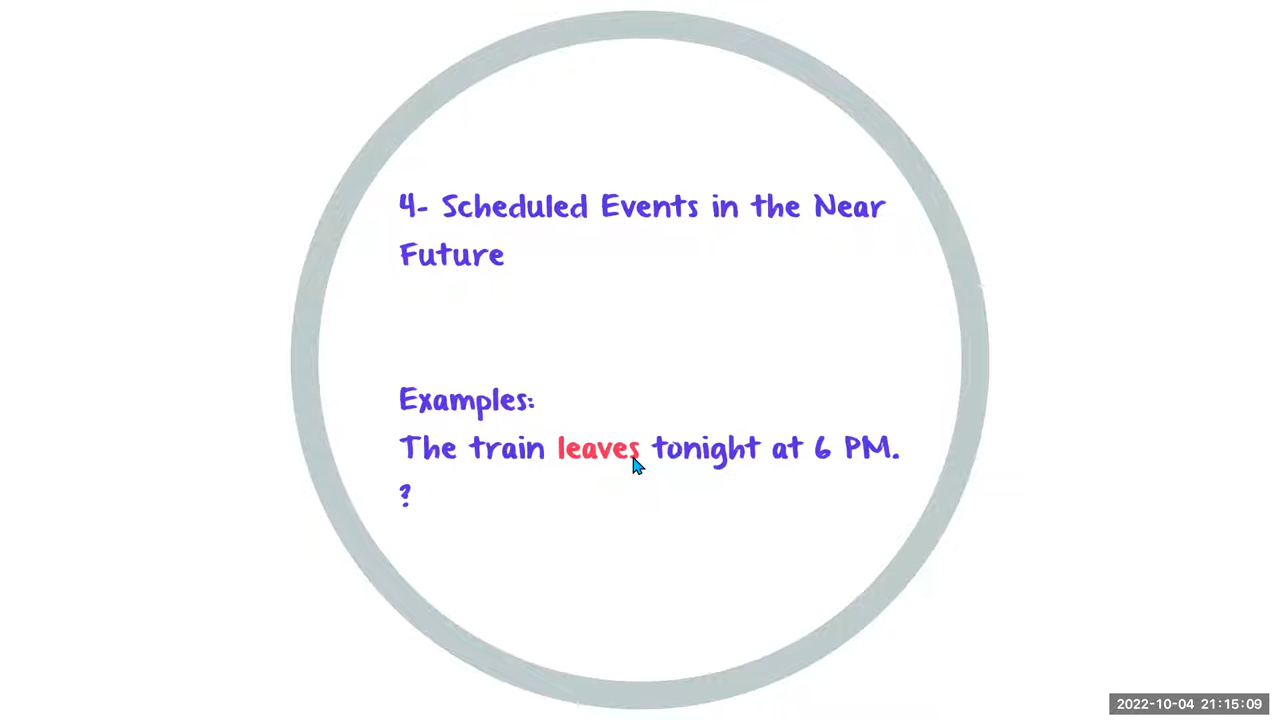 4- Scheduled Events in the Near
Future
Examples:
The train leaves tonight at 6 PM.
?
2022-10-04 21:15:09